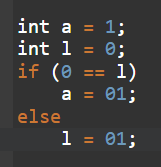 int a = 1;
int l = 0;
if (0 == l)
    a = 01;
else
    l = 01;